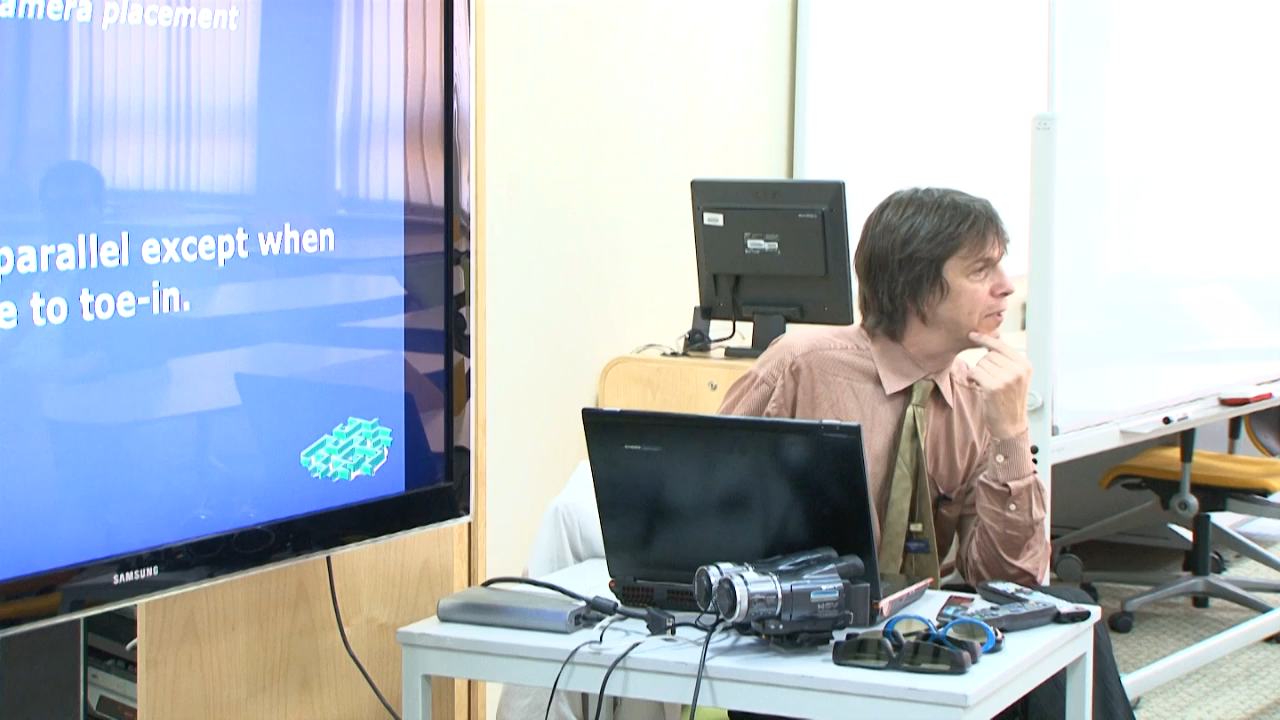 amera placement
parallel except when
e to toe-in.
SAMSUNG